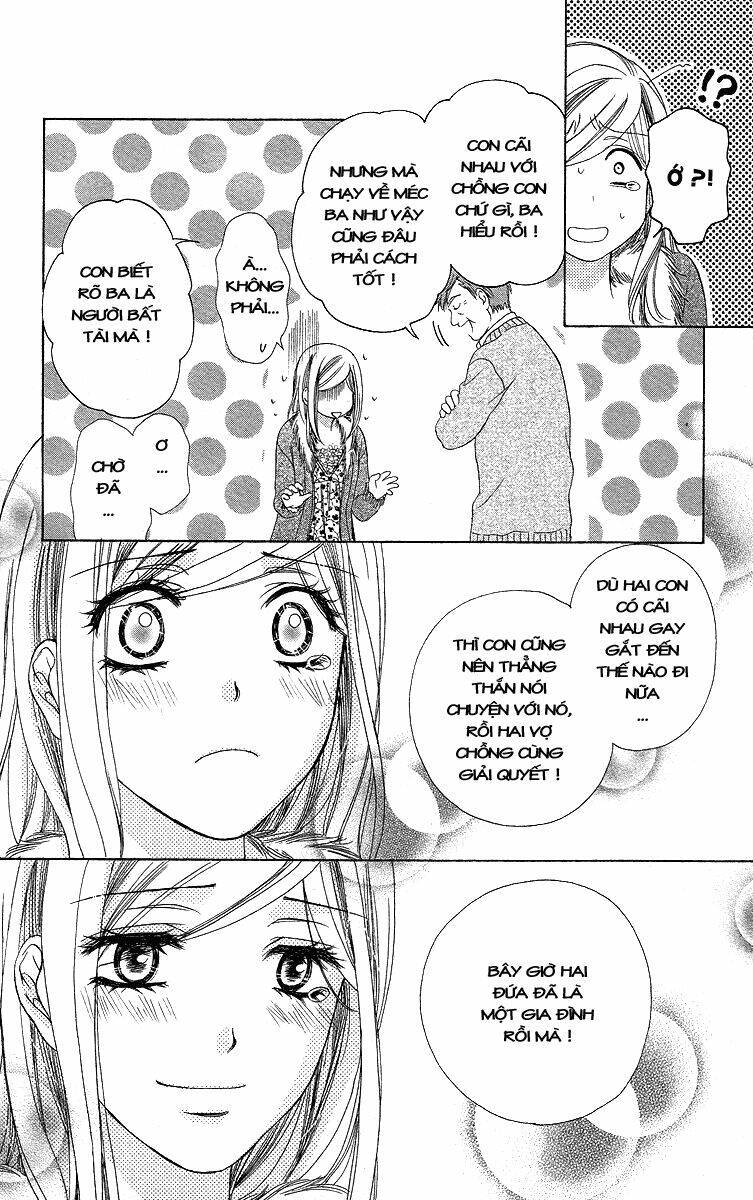 !?
Ớ ?!
CON CÃI
NHAU VỚI
CHỒNG CON
CHỨ GÌ, BA
HIỂU RỒI !
NHƯNG MÀ
CHẠY VỀ MÉC
BA NHƯ VẬY
CŨNG ĐÂU
PHẢI CÁCH
TỐT !
À...
KHÔNG
PHẢI...
CON BIẾT
RÕ BA LÀ
NGƯỜI BẤT
TÀI MÀ !
Ơ
...
CHỜ
ĐÃ
...
DÙ HAI CON
CÓ CÃI
NHAU GAY
GẮT ĐẾN
THẾ NÀO ĐI
NỮA
...
THÌ CON CŨNG
NÊN THẲNG
THẮN NÓI
CHUYỆN VỚI NÓ,
RỒI HAI VỢ
CHỒNG CÙNG
GIẢI QUYẾT !
BÂY GIỜ HAI
ĐỨA ĐÃ LÀ
MỘT GIA ĐÌNH
RỒI MÀ !